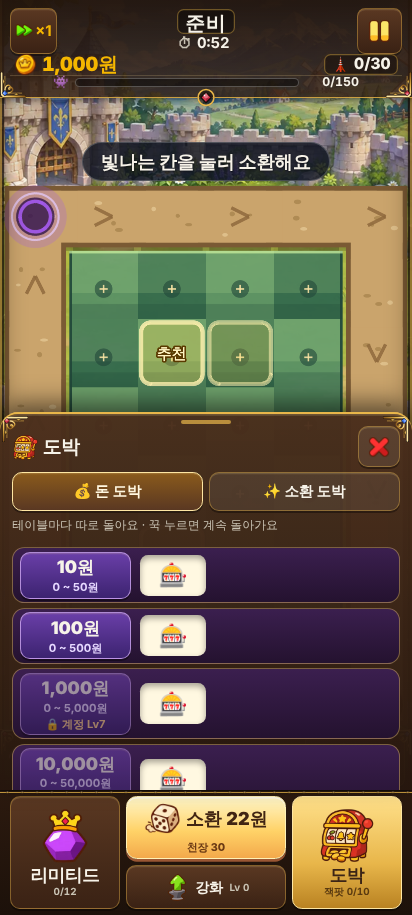 ×1
준비
⏱ 0:52
1,000원
0/30
0/150
빛나는 칸을 눌러 소환해요
추천
도박
돈 도박
소환 도박
테이블마다 따로 돌아요 · 꾹 누르면 계속 돌아가요
10원
0 ~ 50원
100원
0 ~ 500원
1,000원
0 ~ 5,000원
계정 Lv7
10,000원
0 ~ 50,000원
리미티드
0/12
소환 22원
천장 30
강화 Lv 0
도박
잭팟 0/10